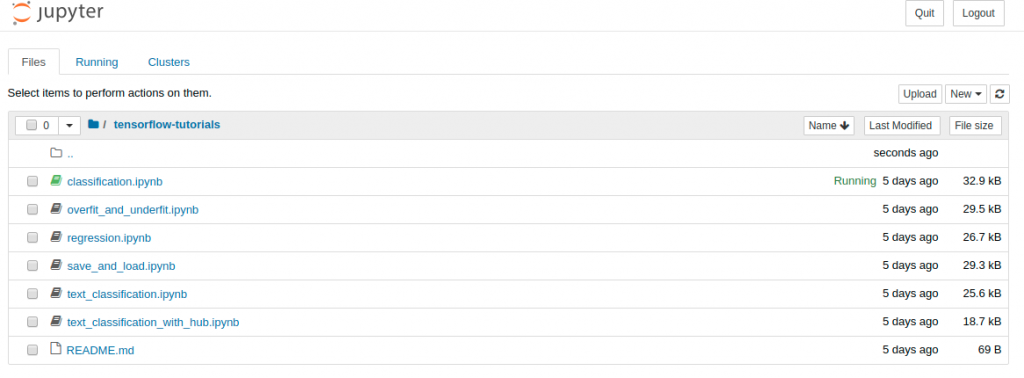 jupyter Quit Logout
Files Running Clusters
Select items to perform actions on them. Upload New
0 / tensorflow-tutorials Name Last Modified File size
.. seconds ago
classification.ipynb Running 5 days ago 32.9 kB
overfit_and_underfit.ipynb 5 days ago 29.5 kB
regression.ipynb 5 days ago 26.7 kB
save_and_load.ipynb 5 days ago 29.3 kB
text_classification.ipynb 5 days ago 25.6 kB
text_classification_with_hub.ipynb 5 days ago 18.7 kB
README.md 5 days ago 69 B